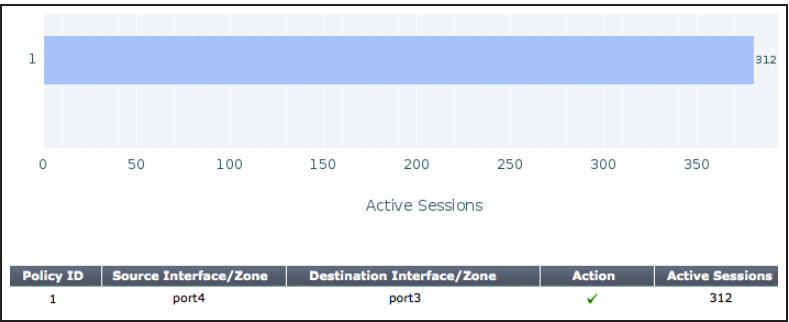 1
312
0 50 100 150 200 250 300 350
Active Sessions
Policy ID Source Interface/Zone Destination Interface/Zone Action Active Sessions
1 port4 port3 ✓ 312